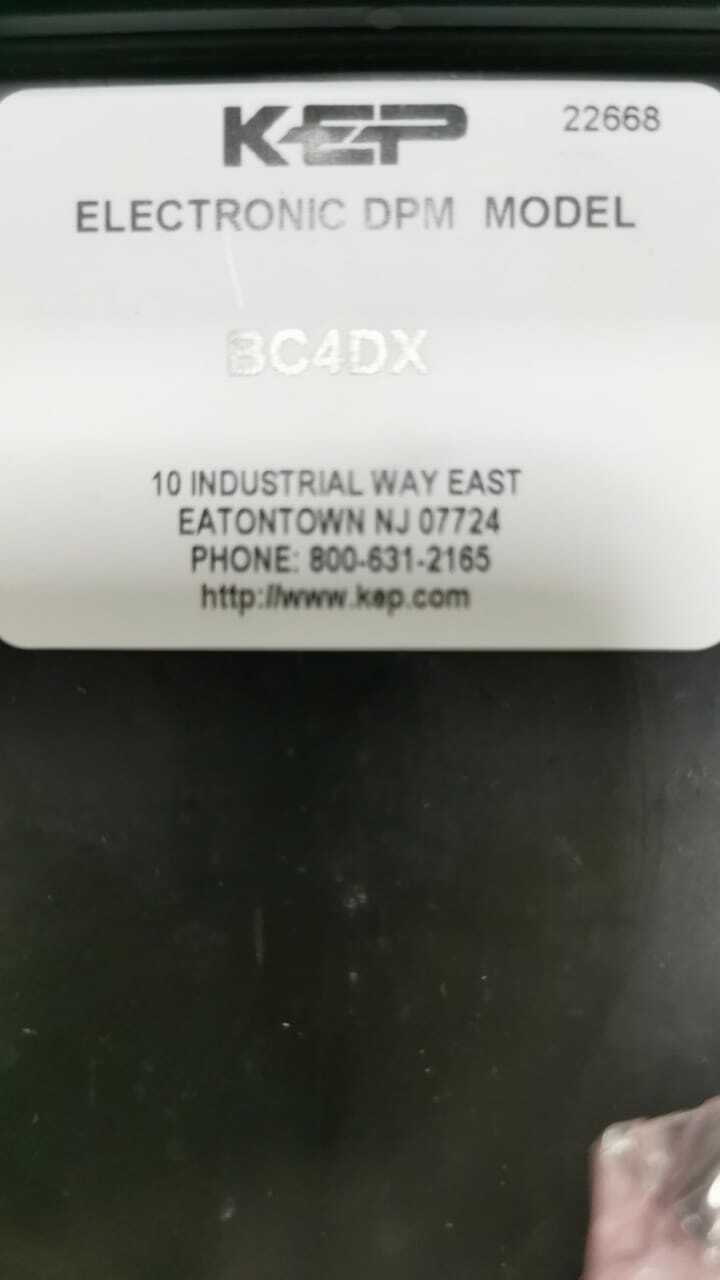 KEP 22668
ELECTRONIC DPM MODEL
BC4DX
10 INDUSTRIAL WAY EAST
EATONTOWN NJ 07724
PHONE: 800-631-2165
http://www.kep.com